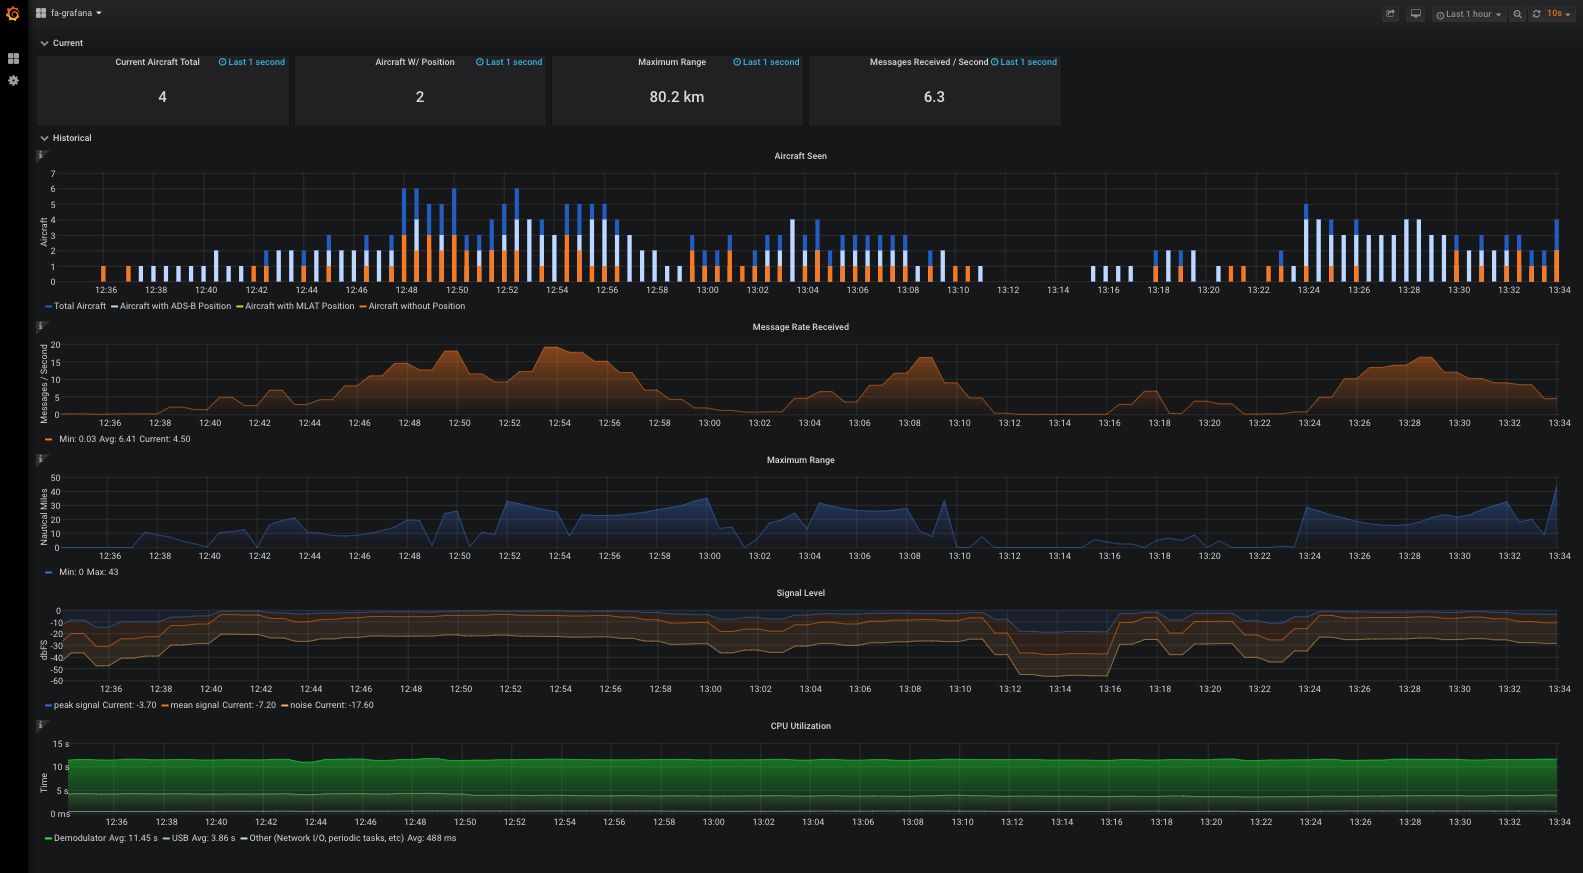 fa-grafana
Last 1 hour
10s
Current
Current Aircraft Total Last 1 second
4
Aircraft W/ Position Last 1 second
2
Maximum Range Last 1 second
80.2 km
Messages Received / Second Last 1 second
6.3
Historical
Aircraft Seen
Aircraft
7
6
5
4
3
2
1
0
12:36 12:38 12:40 12:42 12:44 12:46 12:48 12:50 12:52 12:54 12:56 12:58 13:00 13:02 13:04 13:06 13:08 13:10 13:12 13:14 13:16 13:18 13:20 13:22 13:24 13:26 13:28 13:30 13:32 13:34
Total Aircraft Aircraft with ADS-B Position Aircraft with MLAT Position Aircraft without Position
Message Rate Received
Messages / Second
20
15
10
5
0
12:36 12:38 12:40 12:42 12:44 12:46 12:48 12:50 12:52 12:54 12:56 12:58 13:00 13:02 13:04 13:06 13:08 13:10 13:12 13:14 13:16 13:18 13:20 13:22 13:24 13:26 13:28 13:30 13:32 13:34
Min: 0.03 Avg: 6.41 Current: 4.50
Maximum Range
Nautical Miles
50
40
30
20
10
0
12:36 12:38 12:40 12:42 12:44 12:46 12:48 12:50 12:52 12:54 12:56 12:58 13:00 13:02 13:04 13:06 13:08 13:10 13:12 13:14 13:16 13:18 13:20 13:22 13:24 13:26 13:28 13:30 13:32 13:34
Min: 0 Max: 43
Signal Level
dbFS
0
-10
-20
-30
-40
-50
-60
12:36 12:38 12:40 12:42 12:44 12:46 12:48 12:50 12:52 12:54 12:56 12:58 13:00 13:02 13:04 13:06 13:08 13:10 13:12 13:14 13:16 13:18 13:20 13:22 13:24 13:26 13:28 13:30 13:32 13:34
peak signal Current: -3.70 mean signal Current: -7.20 noise Current: -17.60
CPU Utilization
Time
15 s
10 s
5 s
0 ms
12:36 12:38 12:40 12:42 12:44 12:46 12:48 12:50 12:52 12:54 12:56 12:58 13:00 13:02 13:04 13:06 13:08 13:10 13:12 13:14 13:16 13:18 13:20 13:22 13:24 13:26 13:28 13:30 13:32 13:34
Demodulator Avg: 11.45 s USB Avg: 3.86 s Other (Network I/O, periodic tasks, etc) Avg: 488 ms